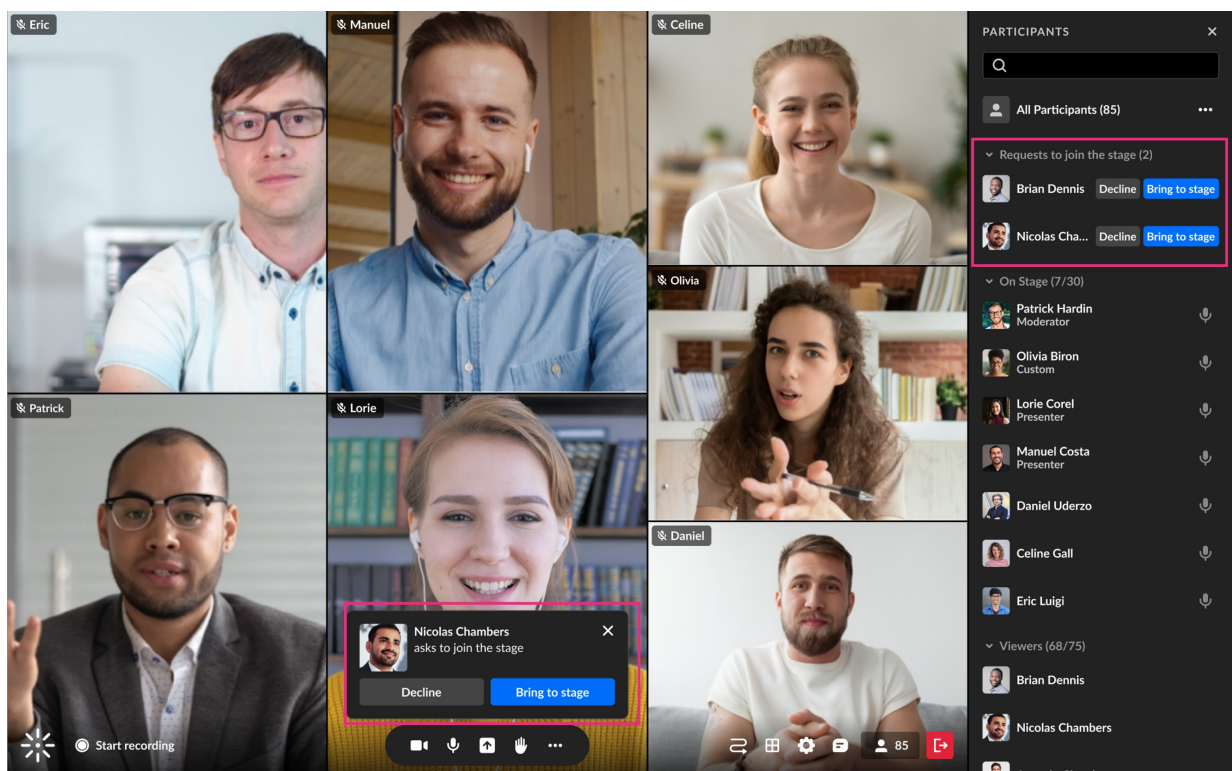 Eric
Manuel
Celine
Olivia
Patrick
Lorie
Daniel
Nicolas Chambers
asks to join the stage
Decline
Bring to stage
Start recording
85
PARTICIPANTS
All Participants (85)
Requests to join the stage (2)
Brian Dennis Decline Bring to stage
Nicolas Cha... Decline Bring to stage
On Stage (7/30)
Patrick Hardin
Moderator
Olivia Biron
Custom
Lorie Corel
Presenter
Manuel Costa
Presenter
Daniel Uderzo
Celine Gall
Eric Luigi
Viewers (68/75)
Brian Dennis
Nicolas Chambers